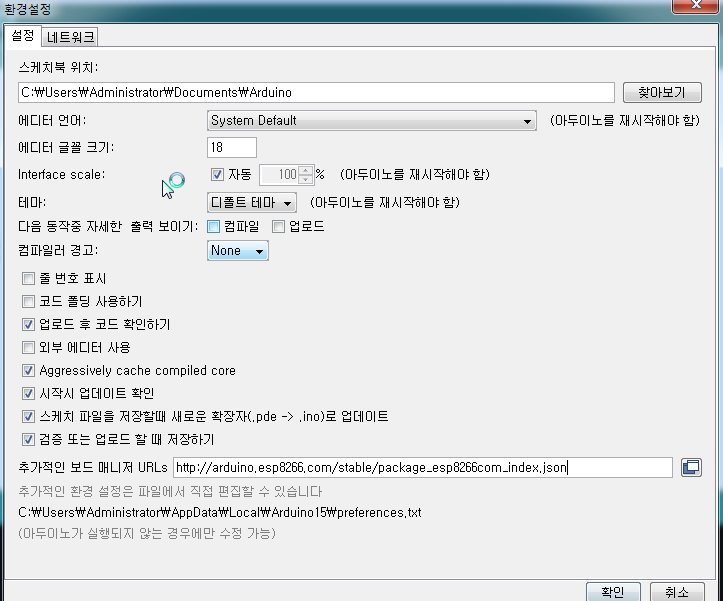 환경설정
설정 네트워크
스케치북 위치:
C:₩Users₩Administrator₩Documents₩Arduino 찾아보기
에디터 언어: System Default (아두이노를 재시작해야 함)
에디터 글꼴 크기: 18
Interface scale: 자동 100 % (아두이노를 재시작해야 함)
테마: 디폴트 테마 (아두이노를 재시작해야 함)
다음 동작중 자세한 출력 보이기: 컴파일 업로드
컴파일러 경고: None
줄 번호 표시
코드 폴딩 사용하기
업로드 후 코드 확인하기
외부 에디터 사용
Aggressively cache compiled core
시작시 업데이트 확인
스케치 파일을 저장할때 새로운 확장자(.pde -> .ino)로 업데이트
검증 또는 업로드 할 때 저장하기
추가적인 보드 매니저 URLs http://arduino.esp8266.com/stable/package_esp8266com_index.json
추가적인 환경 설정은 파일에서 직접 편집할 수 있습니다
C:₩Users₩Administrator₩AppData₩Local₩Arduino15₩preferences.txt
(아두이노가 실행되지 않는 경우에만 수정 가능)
확인 취소